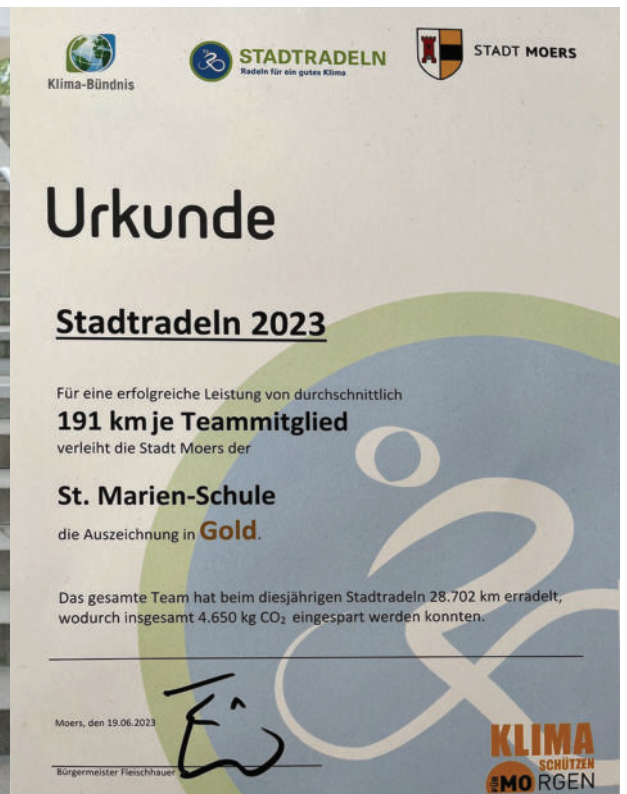 Klima-Bündnis
STADTRADELN
Radeln für ein gutes Klima
STADT MOERS
Urkunde
Stadtradeln 2023
Für eine erfolgreiche Leistung von durchschnittlich
191 km je Teammitglied
verleiht die Stadt Moers der
St. Marien-Schule
die Auszeichnung in Gold.
Das gesamte Team hat beim diesjährigen Stadtradeln 28.702 km erradelt,
wodurch insgesamt 4.650 kg CO₂ eingespart werden konnten.
Moers, den 19.06.2023
Bürgermeister Fleischhauer
KLIMA
SCHÜTZEN
FÜR MORGEN